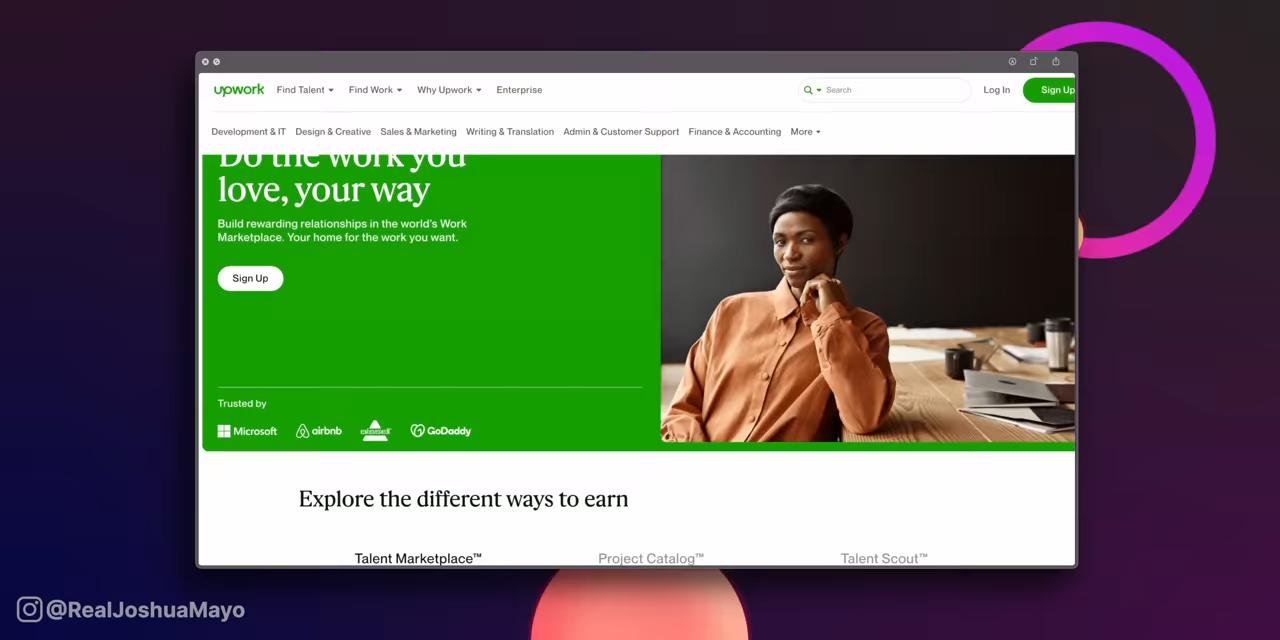 upwork Find Talent Find Work Why Upwork Enterprise Search Log In Sign Up
Development & IT Design & Creative Sales & Marketing Writing & Translation Admin & Customer Support Finance & Accounting More
Do the work you
love, your way
Build rewarding relationships in the world's Work
Marketplace. Your home for the work you want.
Sign Up
Trusted by
Microsoft airbnb GoDaddy
Explore the different ways to earn
Talent Marketplace™ Project Catalog™ Talent Scout™
@RealJoshuaMayo